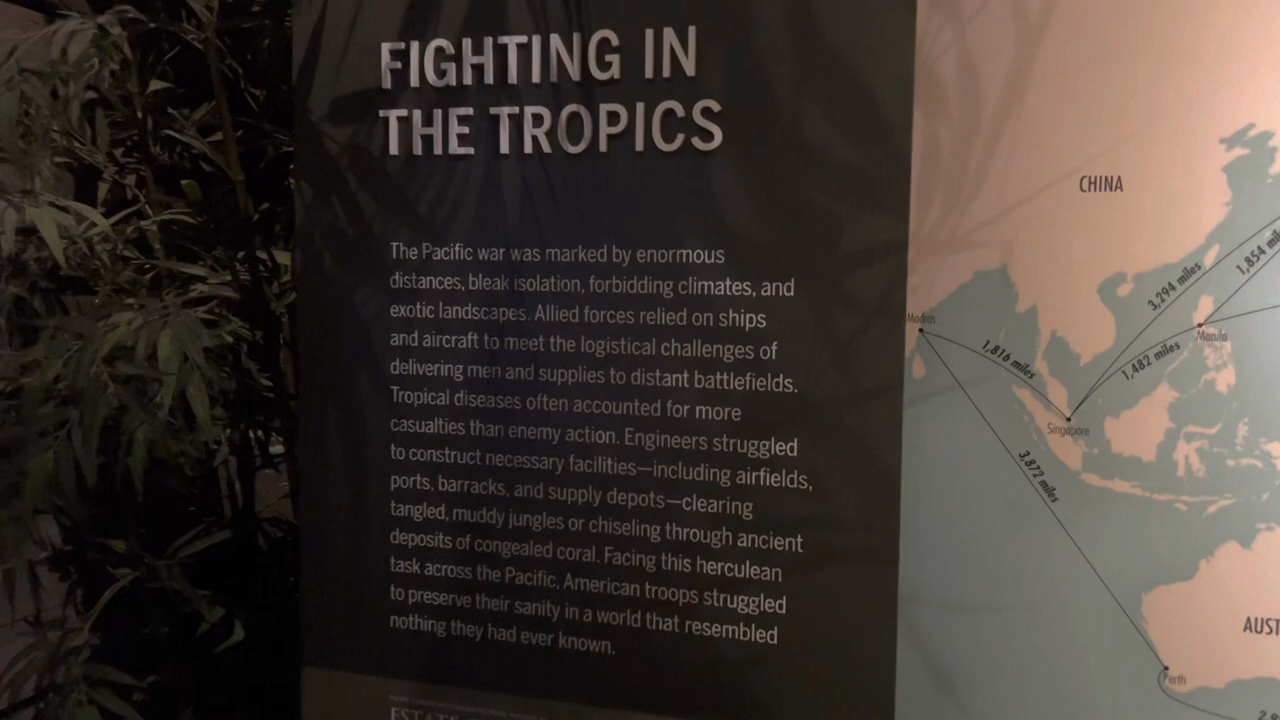 FIGHTING IN
THE TROPICS
The Pacific war was marked by enormous
distances, bleak isolation, forbidding climates, and
exotic landscapes. Allied forces relied on ships
and aircraft to meet the logistical challenges of
delivering men and supplies to distant battlefields.
Tropical diseases often accounted for more
casualties than enemy action. Engineers struggled
to construct necessary facilities—including airfields,
ports, barracks, and supply depots—clearing
tangled, muddy jungles or chiseling through ancient
deposits of congealed coral. Facing this herculean
task across the Pacific, American troops struggled
to preserve their sanity in a world that resembled
nothing they had ever known.
CHINA
3,294 miles
1,854 mil
Madras
Manila
1,816 miles
1,482 miles
Singapore
3,872 miles
AUST
Perth